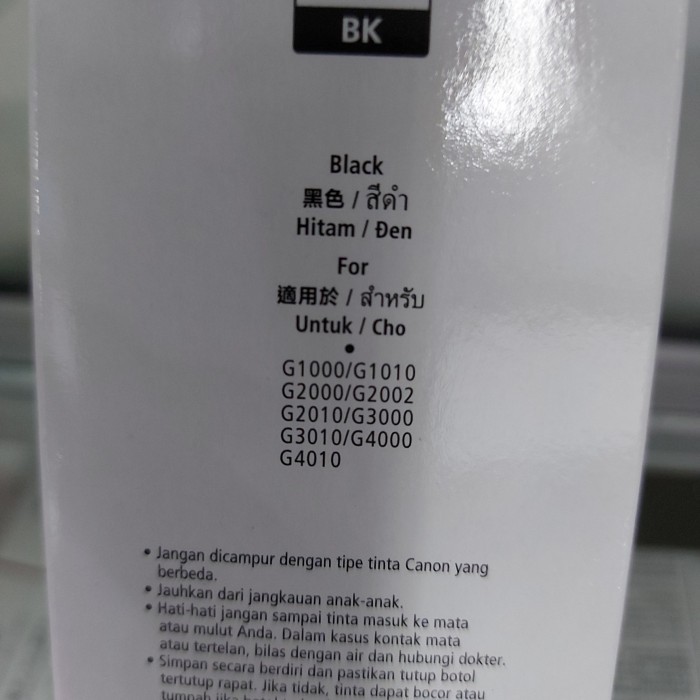 BK
Black
黑色 / สีดำ
Hitam / Đen
For
適用於 / สำหรับ
Untuk / Cho
•
G1000/G1010
G2000/G2002
G2010/G3000
G3010/G4000
G4010
• Jangan dicampur dengan tipe tinta Canon yang
berbeda.
• Jauhkan dari jangkauan anak-anak.
• Hati-hati jangan sampai tinta masuk ke mata
atau mulut Anda. Dalam kasus kontak mata
atau tertelan, bilas dengan air dan hubungi dokter.
• Simpan secara berdiri dan pastikan tutup botol
tertutup rapat. Jika tidak, tinta dapat bocor atau
tumpah jika